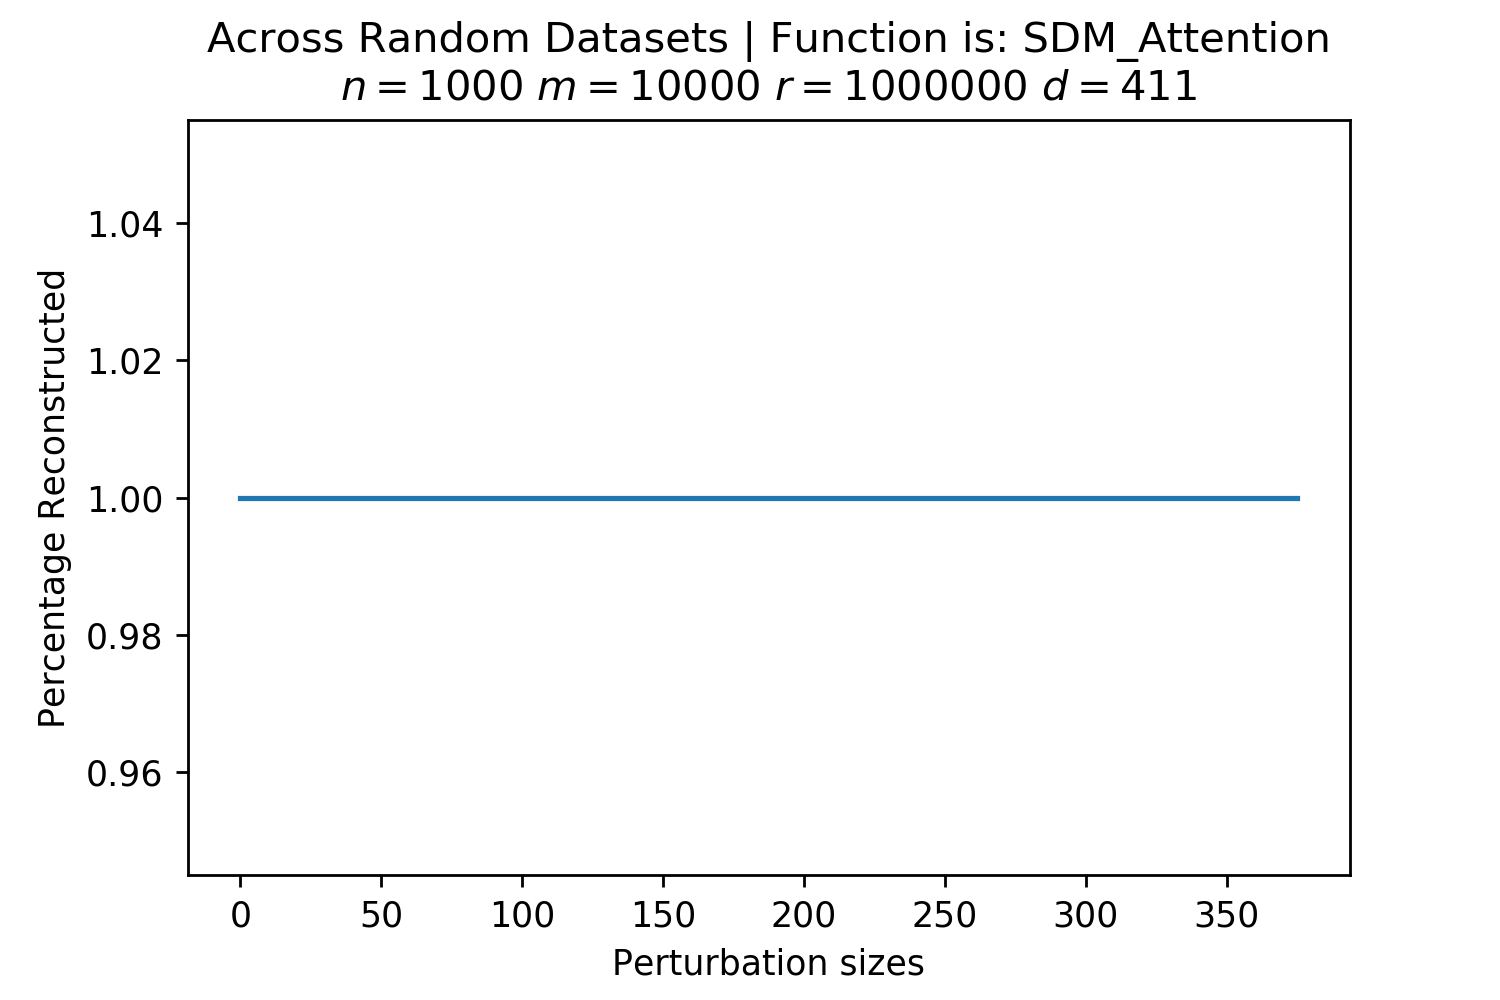 Across Random Datasets | Function is: SDM_Attention
n = 1000 m = 10000 r = 1000000 d = 411
Percentage Reconstructed
1.04
1.02
1.00
0.98
0.96
0 50 100 150 200 250 300 350
Perturbation sizes